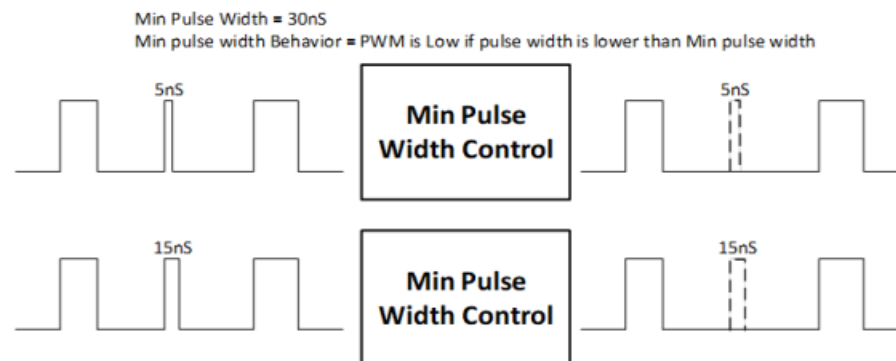 Min Pulse Width = 30nS
Min pulse width Behavior = PWM is Low if pulse width is lower than Min pulse width
5nS
Min Pulse
Width Control
5nS
15nS
Min Pulse
Width Control
15nS